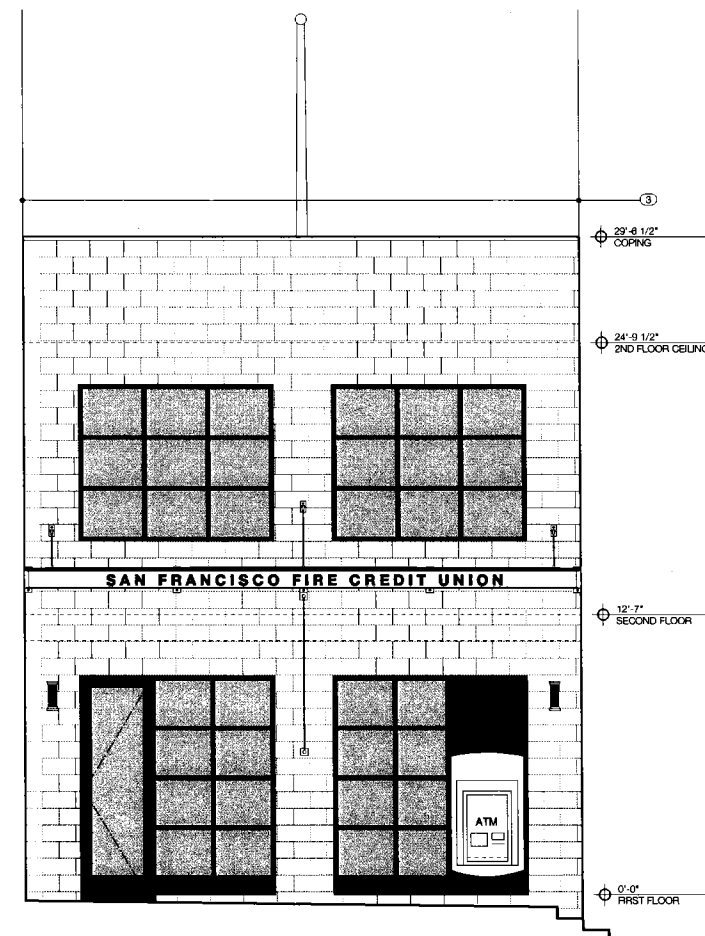 3
29'-6 1/2"
COPING
24'-9 1/2"
2ND FLOOR CEILING
SAN FRANCISCO FIRE CREDIT UNION
12'-7"
SECOND FLOOR
ATM
0'-0"
FIRST FLOOR